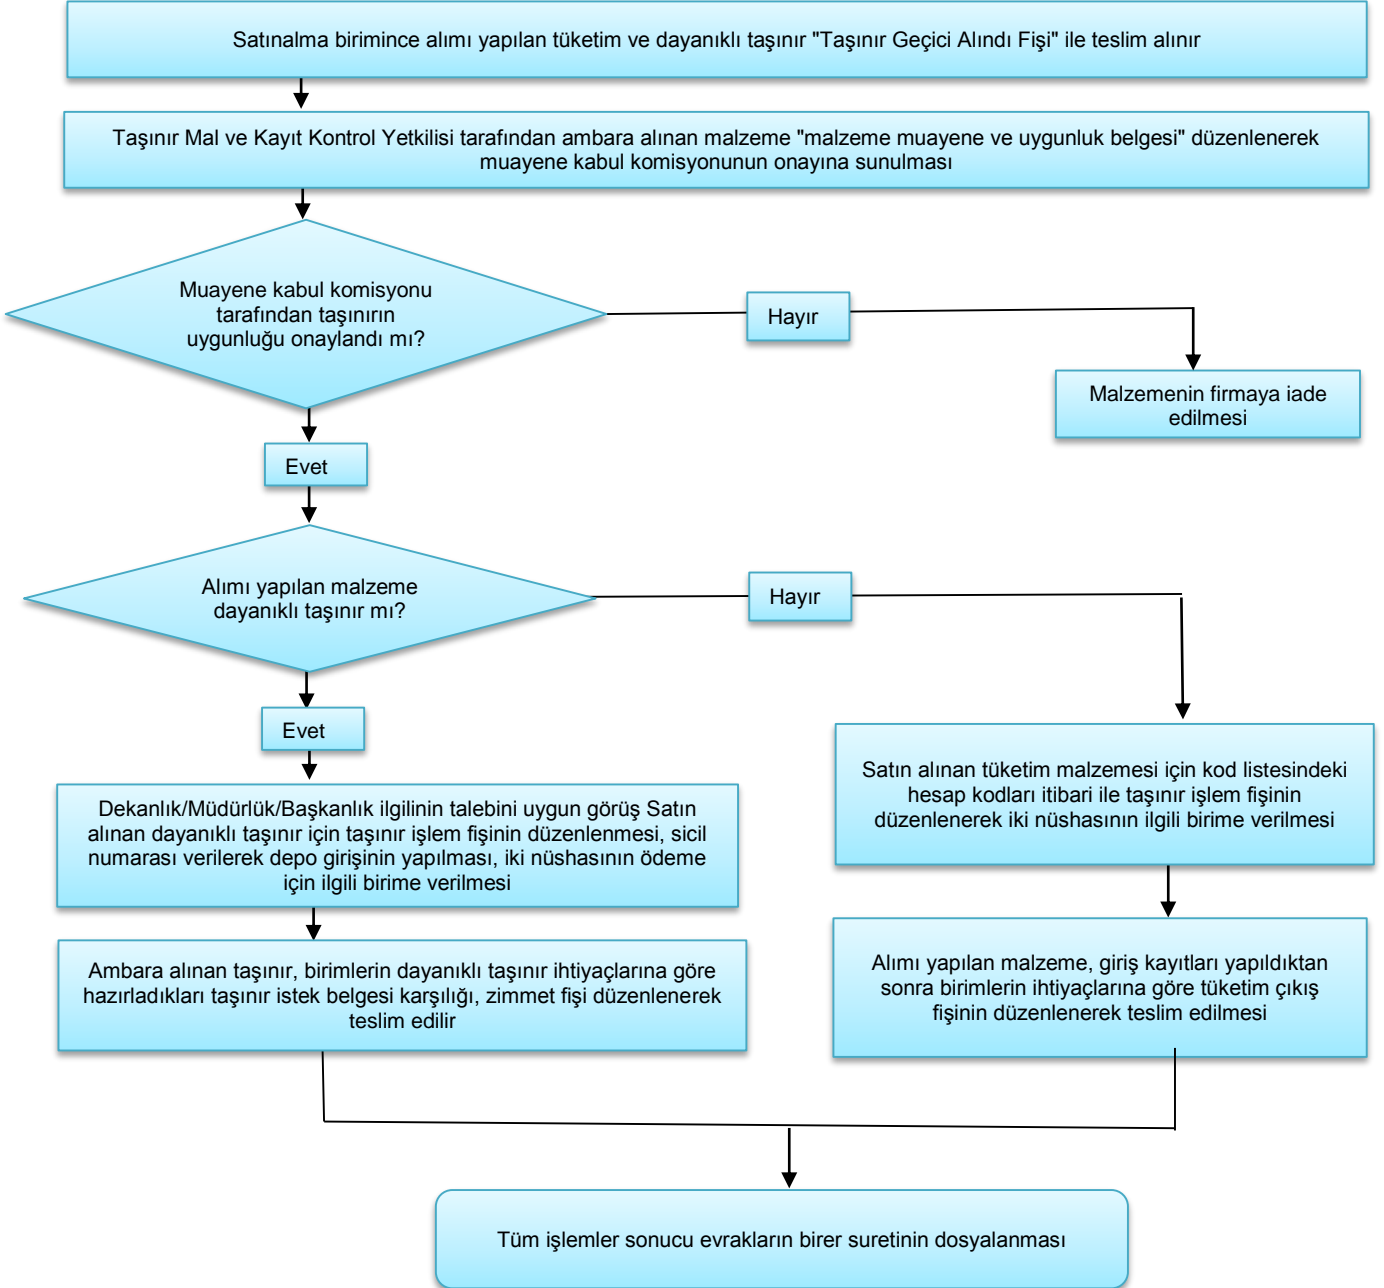 Satınalma birimince alımı yapılan tüketim ve dayanıklı taşınır "Taşınır Geçici Alındı Fişi" ile teslim alınır
Taşınır Mal ve Kayıt Kontrol Yetkilisi tarafından ambara alınan malzeme "malzeme muayene ve uygunluk belgesi" düzenlenerek
muayene kabul komisyonunun onayına sunulması
Muayene kabul komisyonu
tarafından taşınırın
uygunluğu onaylandı mı?
Hayır
Malzemenin firmaya iade
edilmesi
Evet
Alımı yapılan malzeme
dayanıklı taşınır mı?
Hayır
Evet
Satın alınan tüketim malzemesi için kod listesindeki
hesap kodları itibari ile taşınır işlem fişinin
düzenlenerek iki nüshasının ilgili birime verilmesi
Dekanlık/Müdürlük/Başkanlık ilgilinin talebini uygun görüş Satın
alınan dayanıklı taşınır için taşınır işlem fişinin düzenlenmesi, sicil
numarası verilerek depo girişinin yapılması, iki nüshasının ödeme
için ilgili birime verilmesi
Alımı yapılan malzeme, giriş kayıtları yapıldıktan
sonra birimlerin ihtiyaçlarına göre tüketim çıkış
fişinin düzenlenerek teslim edilmesi
Ambara alınan taşınır, birimlerin dayanıklı taşınır ihtiyaçlarına göre
hazırladıkları taşınır istek belgesi karşılığı, zimmet fişi düzenlenerek
teslim edilir
Tüm işlemler sonucu evrakların birer suretinin dosyalanması